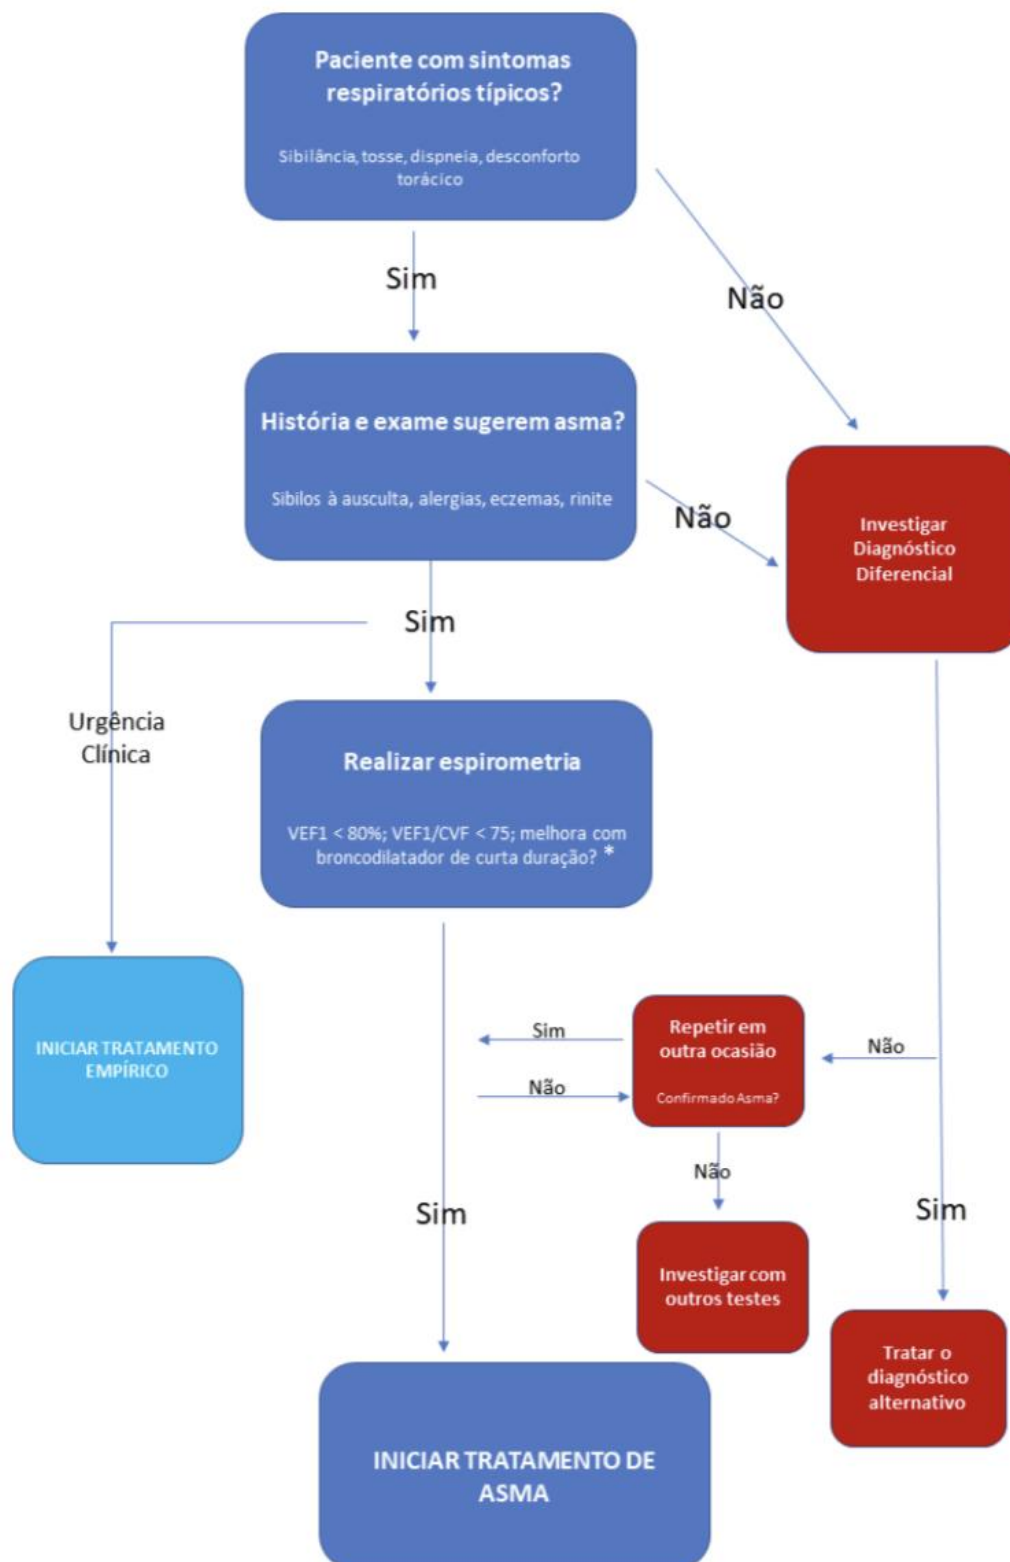 Paciente com sintomas
respiratórios típicos?
Sibilância, tosse, dispneia, desconforto
torácico
Sim
Não
História e exame sugerem asma?
Sibilos à ausculta, alergias, eczemas, rinite
Não
Investigar
Diagnóstico
Diferencial
Sim
Urgência
Clínica
Realizar espirometria
VEF1 < 80%; VEF1/CVF < 75; melhora com
broncodilatador de curta duração? *
INICIAR TRATAMENTO
EMPÍRICO
Sim
Não
Repetir em
outra ocasião
Confirmado Asma?
Não
Não
Sim
Sim
Investigar com
outros testes
Tratar o
diagnóstico
alternativo
INICIAR TRATAMENTO DE
ASMA